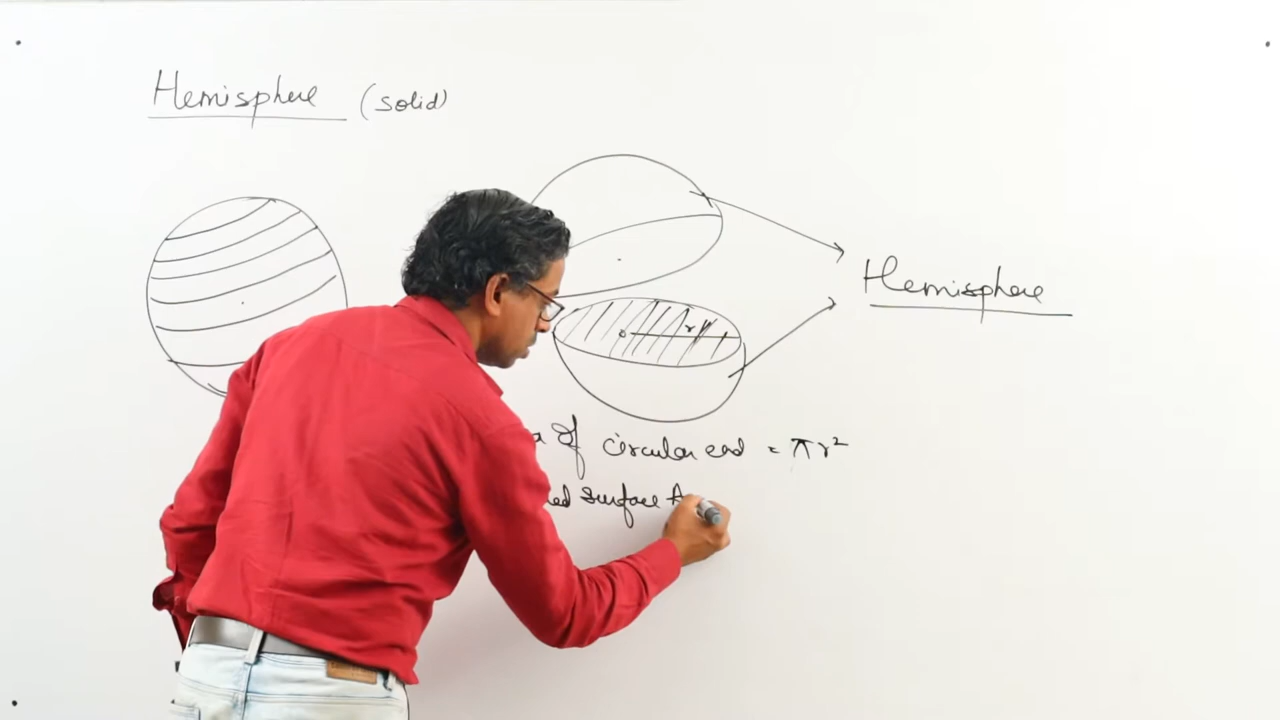 Hemisphere (solid)
Hemisphere
r
of circular end = πr²
surface